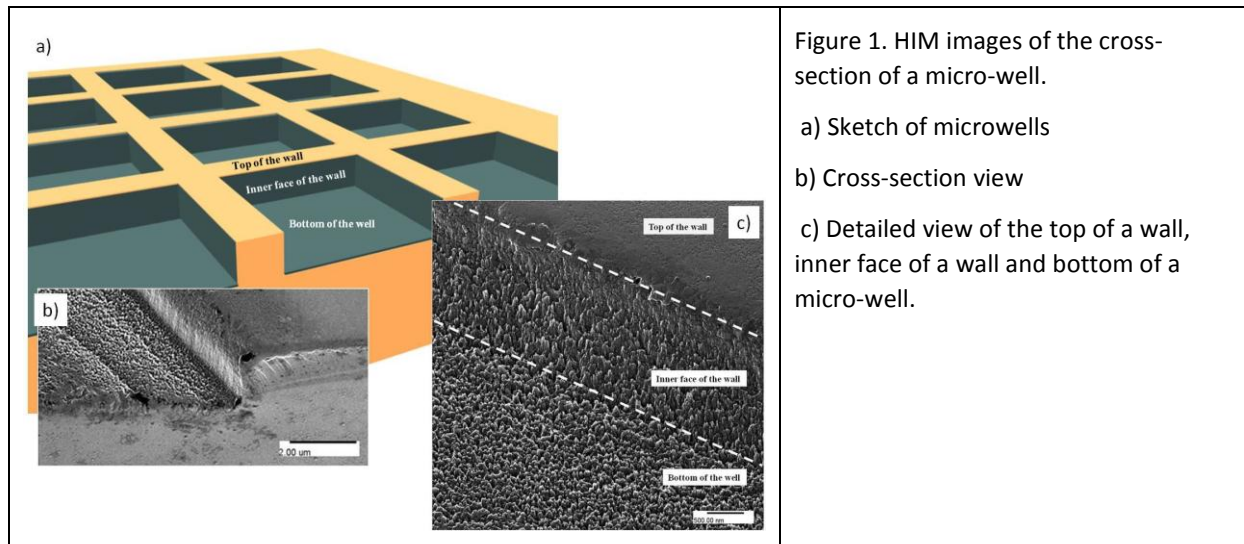 a)
Top of the wall
Inner face of the wall
Bottom of the well
b)
2.00 um
c)
Top of the wall
Inner face of the wall
Bottom of the well
500.00 nm
Figure 1. HIM images of the cross-
section of a micro-well.
a) Sketch of microwells
b) Cross-section view
c) Detailed view of the top of a wall,
inner face of a wall and bottom of a
micro-well.